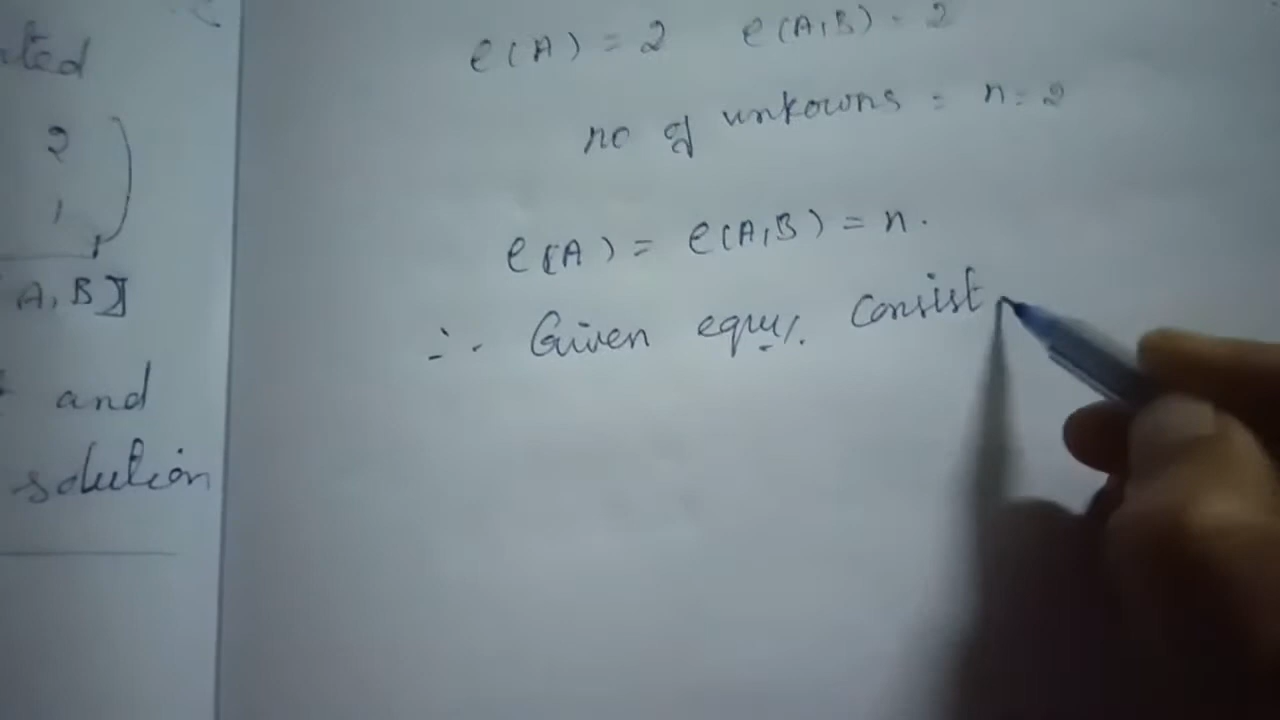 ted
2
1
A, B]
and
solution
e(A) = 2 e(A,B) = 2
no of unkowns = n = 2
e(A) = e(A,B) = n.
∴ Given equ/. Consist